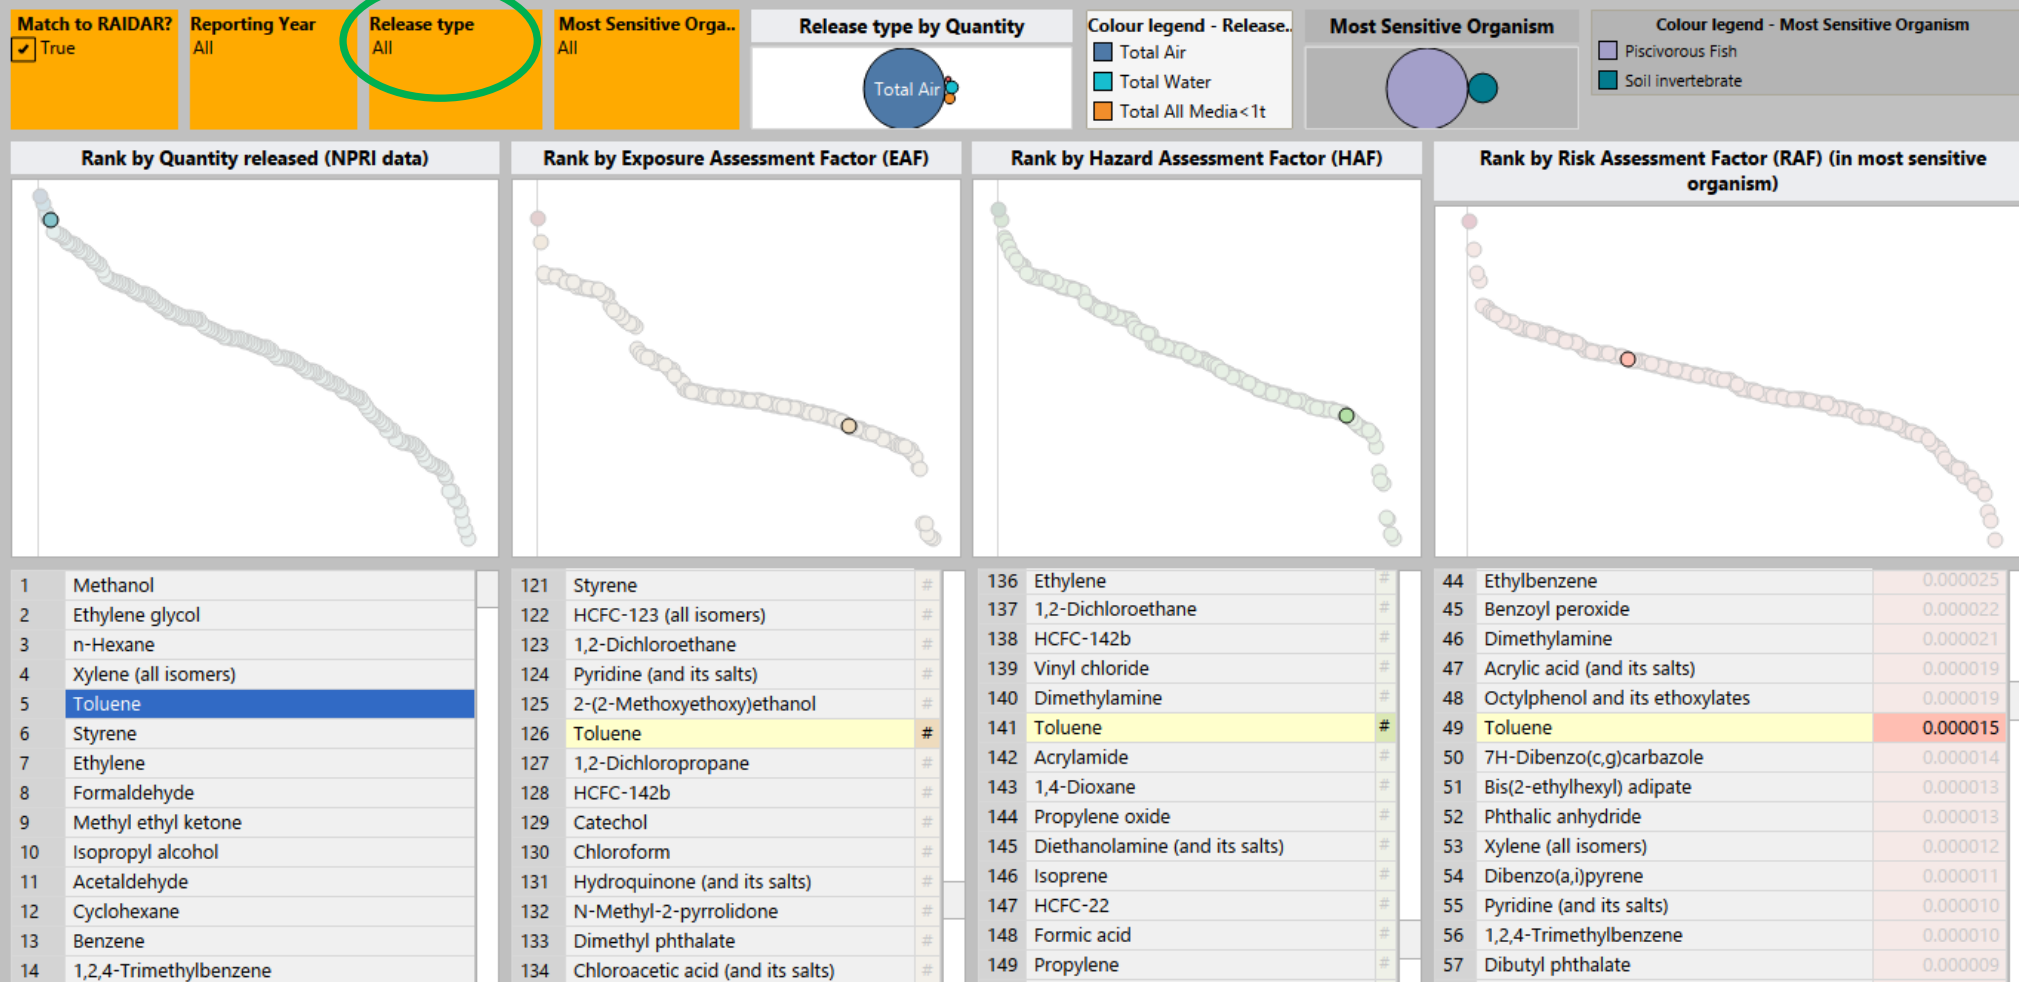 Match to RAIDAR?
True
Reporting Year
All
Release type
All
Most Sensitive Orga..
All
Release type by Quantity
Total Air
Colour legend - Release..
Total Air
Total Water
Total All Media<1t
Most Sensitive Organism
Colour legend - Most Sensitive Organism
Piscivorous Fish
Soil invertebrate
Rank by Quantity released (NPRI data)
Rank by Exposure Assessment Factor (EAF)
Rank by Hazard Assessment Factor (HAF)
Rank by Risk Assessment Factor (RAF) (in most sensitive
organism)
1 Methanol
2 Ethylene glycol
3 n-Hexane
4 Xylene (all isomers)
5 Toluene
6 Styrene
7 Ethylene
8 Formaldehyde
9 Methyl ethyl ketone
10 Isopropyl alcohol
11 Acetaldehyde
12 Cyclohexane
13 Benzene
14 1,2,4-Trimethylbenzene
121 Styrene #
122 HCFC-123 (all isomers) #
123 1,2-Dichloroethane #
124 Pyridine (and its salts) #
125 2-(2-Methoxyethoxy)ethanol #
126 Toluene #
127 1,2-Dichloropropane #
128 HCFC-142b #
129 Catechol #
130 Chloroform #
131 Hydroquinone (and its salts) #
132 N-Methyl-2-pyrrolidone #
133 Dimethyl phthalate #
134 Chloroacetic acid (and its salts) #
136 Ethylene #
137 1,2-Dichloroethane #
138 HCFC-142b #
139 Vinyl chloride #
140 Dimethylamine #
141 Toluene #
142 Acrylamide #
143 1,4-Dioxane #
144 Propylene oxide #
145 Diethanolamine (and its salts) #
146 Isoprene #
147 HCFC-22 #
148 Formic acid #
149 Propylene #
44 Ethylbenzene 0.000025
45 Benzoyl peroxide 0.000022
46 Dimethylamine 0.000021
47 Acrylic acid (and its salts) 0.000019
48 Octylphenol and its ethoxylates 0.000019
49 Toluene 0.000015
50 7H-Dibenzo(c,g)carbazole 0.000014
51 Bis(2-ethylhexyl) adipate 0.000013
52 Phthalic anhydride 0.000013
53 Xylene (all isomers) 0.000012
54 Dibenzo(a,i)pyrene 0.000011
55 Pyridine (and its salts) 0.000010
56 1,2,4-Trimethylbenzene 0.000010
57 Dibutyl phthalate 0.000009